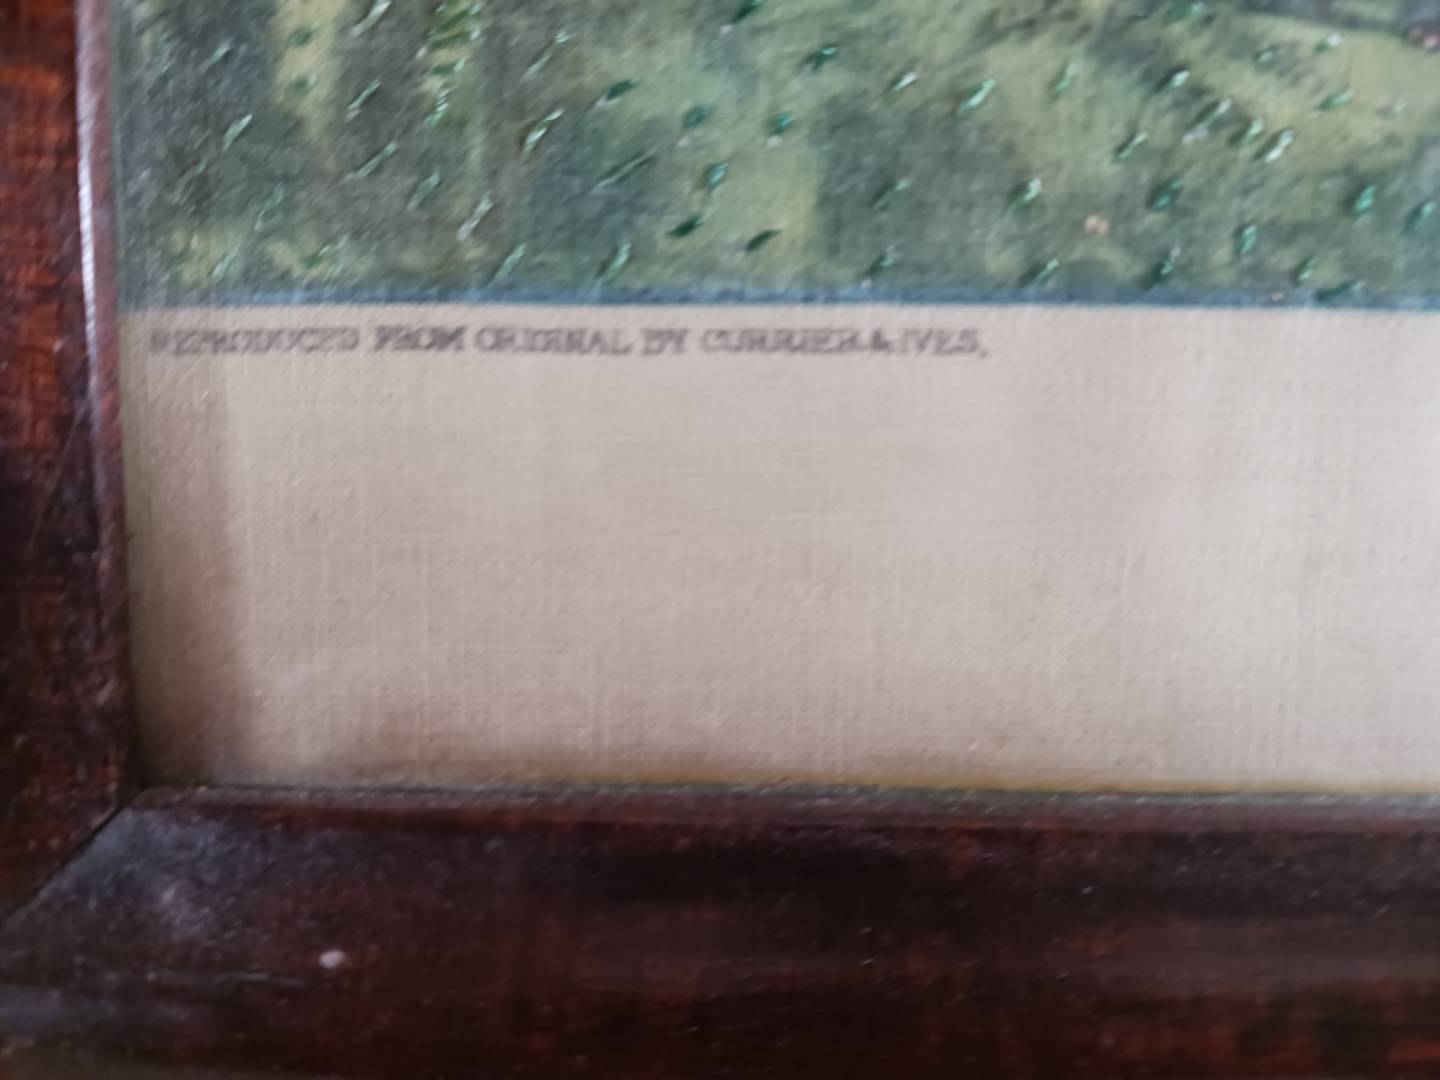 REPRODUCED FROM ORIGINAL BY CURRIER & IVES,